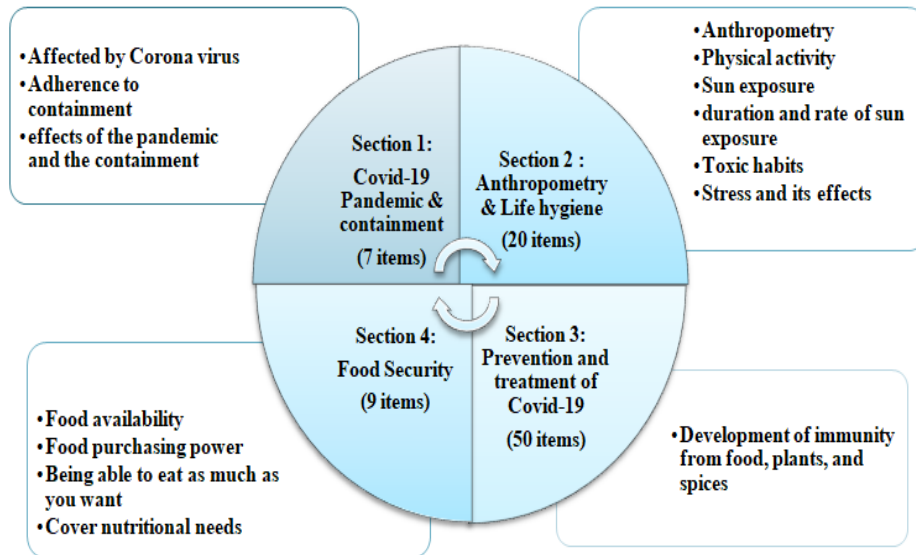 •Affected by Corona virus
•Adherence to
containment
•effects of the pandemic
and the containment
Section 1:
Covid-19
Pandemic &
containment
(7 items)
•Anthropometry
•Physical activity
•Sun exposure
•duration and rate of sun
exposure
•Toxic habits
•Stress and its effects
Section 2 :
Anthropometry
& Life hygiene
(20 items)
Section 4:
Food Security
(9 items)
•Food availability
•Food purchasing power
•Being able to eat as much as
you want
•Cover nutritional needs
Section 3:
Prevention and
treatment of
Covid-19
(50 items)
•Development of immunity
from food, plants, and
spices